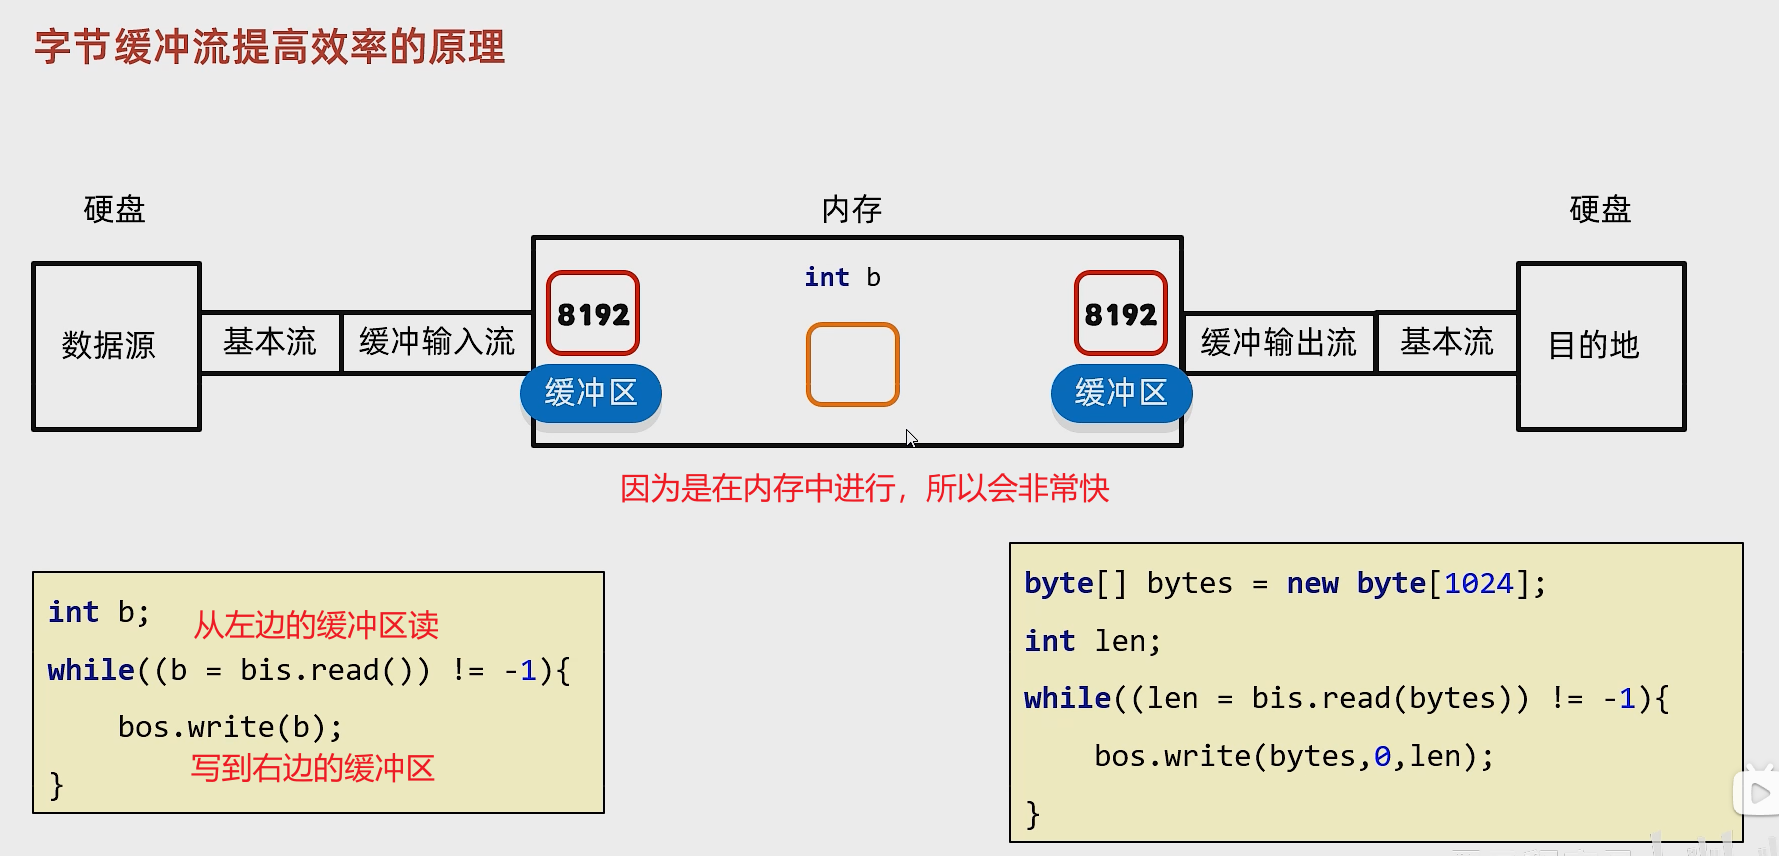 字节缓冲流提高效率的原理
硬盘
内存
硬盘
int b
8192
8192
数据源
基本流
缓冲输入流
缓冲输出流
基本流
目的地
缓冲区
缓冲区
因为是在内存中进行，所以会非常快
int b;
从左边的缓冲区读
while((b = bis.read()) != -1){
bos.write(b);
写到右边的缓冲区
}
byte[] bytes = new byte[1024];
int len;
while((len = bis.read(bytes)) != -1){
bos.write(bytes,0,len);
}